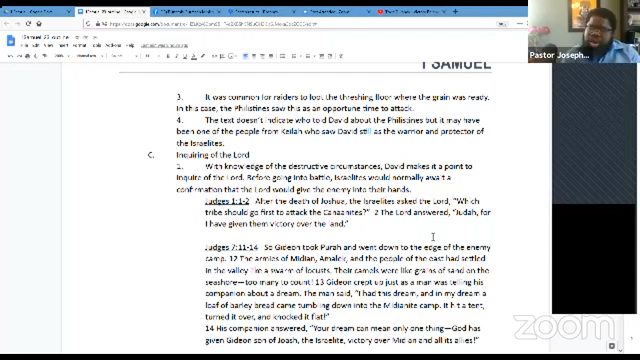 1Samuel 23 outline
Pastor Joseph...
I SAMUEL
3. It was common for raiders to loot the threshing floor where the grain was ready.
In this case, the Philistines saw this as an opportune time to attack.
4. The text doesn't indicate who told David about the Philistines but it may have
been one of the people from Keilah who saw David still as the warrior and protector of
the Israelites.
C. Inquiring of the Lord
1. With knowledge of the destructive circumstances, David makes it a point to
inquire of the Lord. Before going into battle, Israelites would normally await a
confirmation that the Lord would give the enemy into their hands.
Judges 1:1-2 After the death of Joshua, the Israelites asked the Lord, "Which
tribe should go first to attack the Canaanites?" 2 The Lord answered, "Judah, for
I have given them victory over the land."
Judges 7:11-14 So Gideon took Purah and went down to the edge of the enemy
camp. 12 The armies of Midian, Amalek, and the people of the east had settled
in the valley like a swarm of locusts. Their camels were like grains of sand on the
seashore—too many to count! 13 Gideon crept up just as a man was telling his
companion about a dream. The man said, "I had this dream, and in my dream a
loaf of barley bread came tumbling down into the Midianite camp. It hit a tent,
turned it over, and knocked it flat!"
14 His companion answered, "Your dream can mean only one thing—God has
given Gideon son of Joash, the Israelite, victory over Midian and all its allies!"
zoom